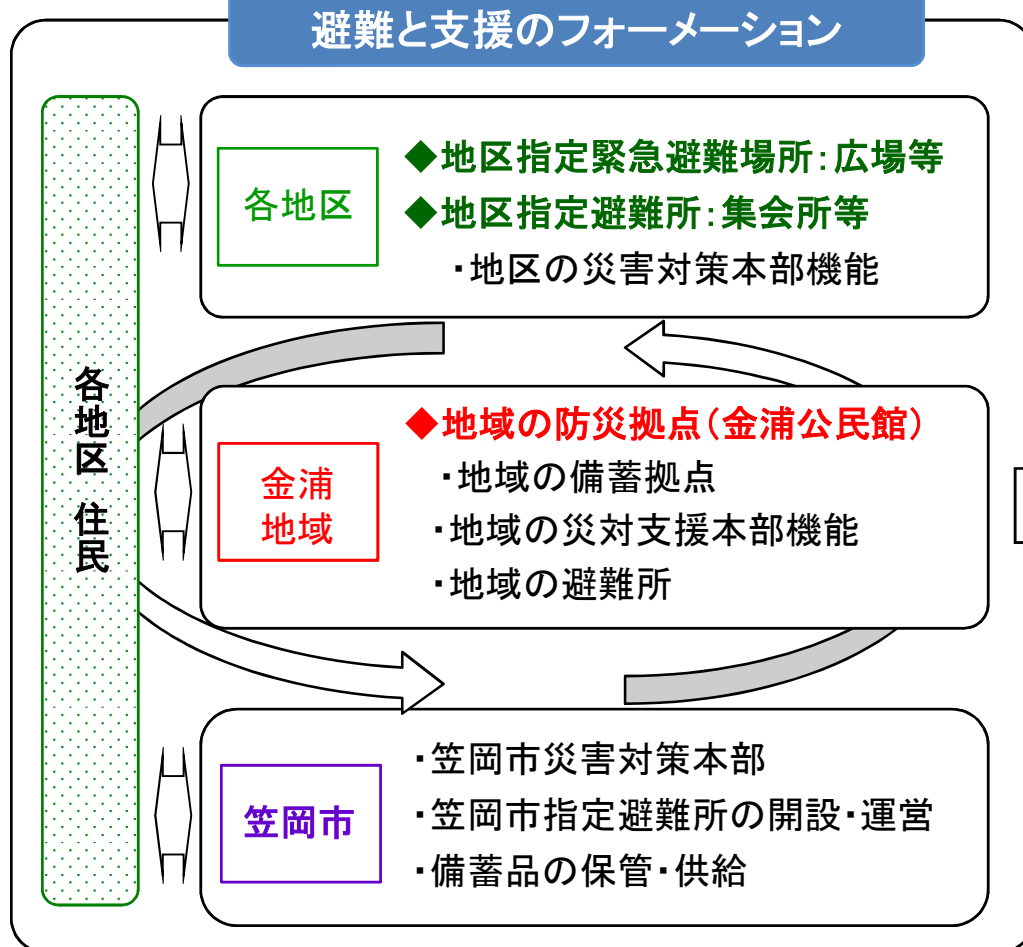 避難と支援のフォーメーション
各地区 住民
各地区
◆地区指定緊急避難場所:広場等
◆地区指定避難所:集会所等
・地区の災害対策本部機能
金浦
地域
◆地域の防災拠点(金浦公民館)
・地域の備蓄拠点
・地域の災対支援本部機能
・地域の避難所
笠岡市
・笠岡市災害対策本部
・笠岡市指定避難所の開設・運営
・備蓄品の保管・供給